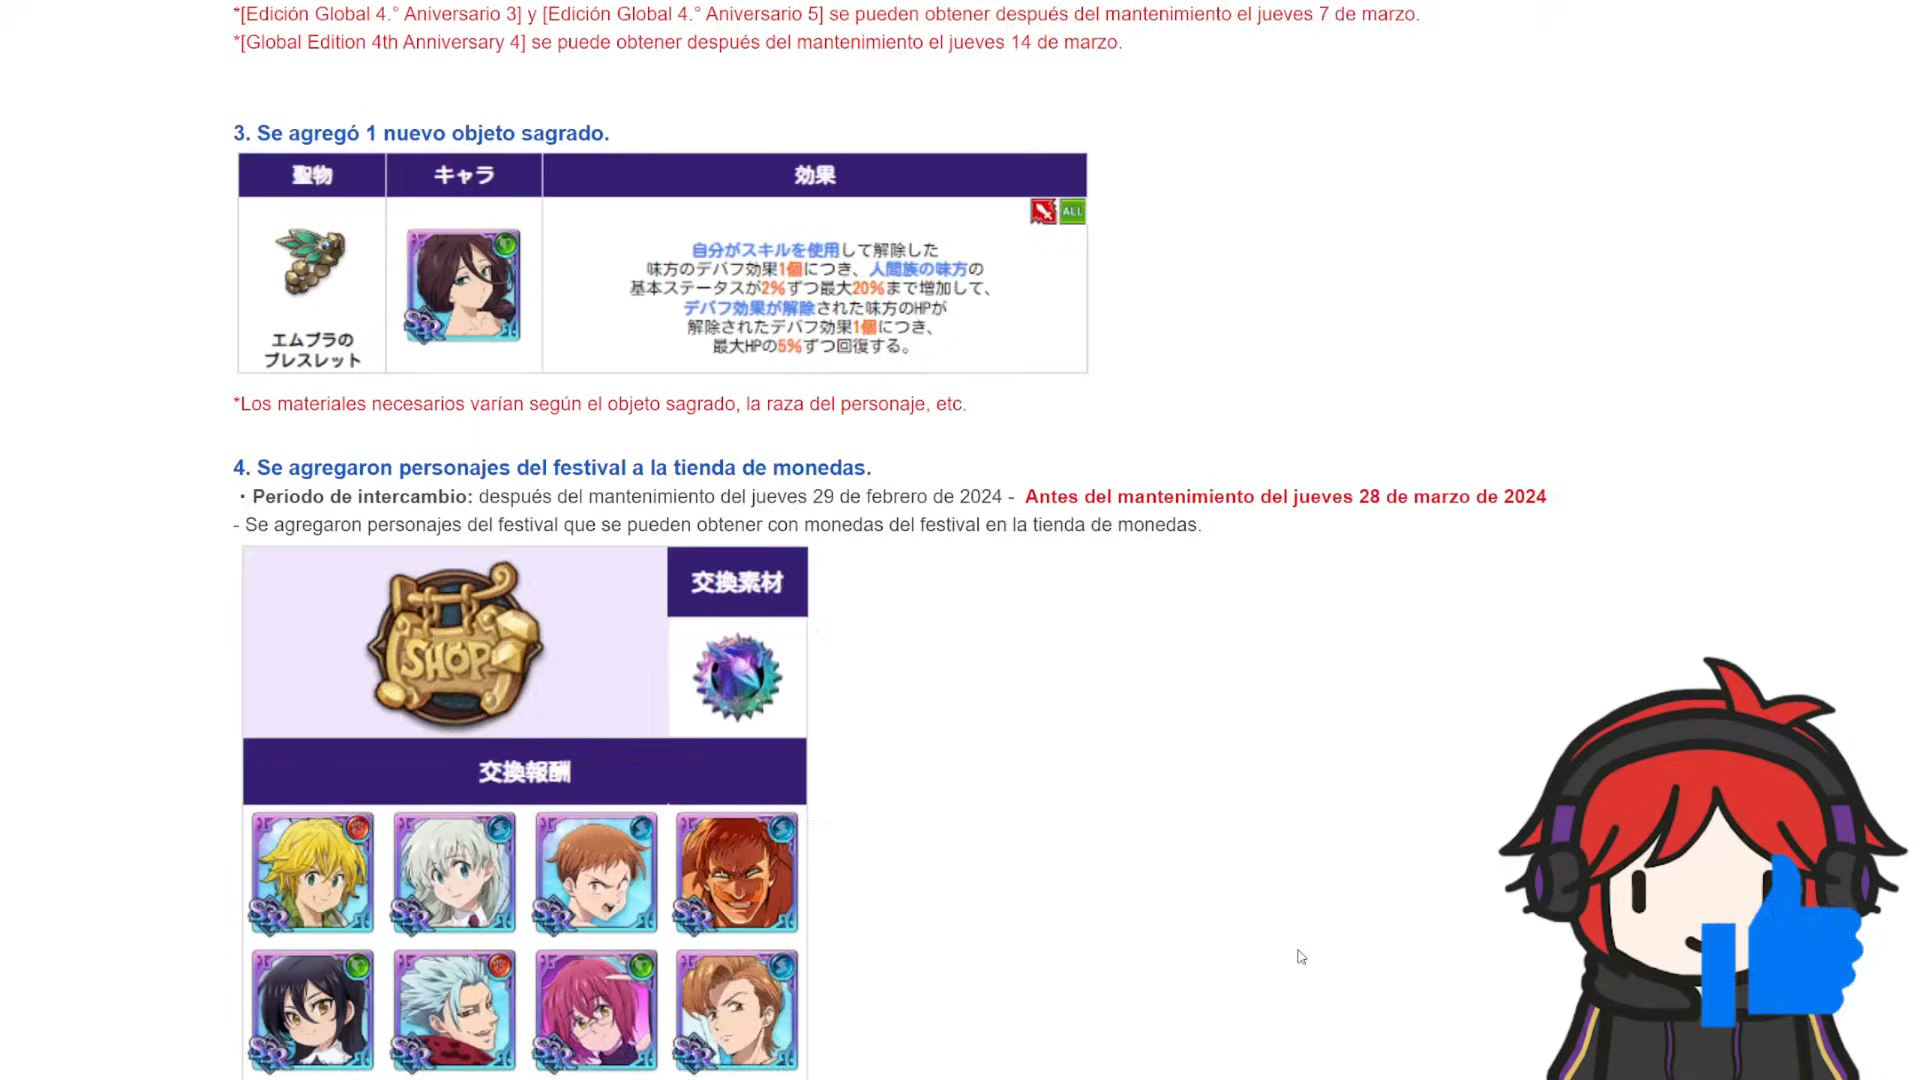 *[Edición Global 4.° Aniversario 3] y [Edición Global 4.° Aniversario 5] se pueden obtener después del mantenimiento el jueves 7 de marzo.
*[Global Edition 4th Anniversary 4] se puede obtener después del mantenimiento el jueves 14 de marzo.
3. Se agregó 1 nuevo objeto sagrado.
聖物 キャラ 効果
ALL
自分がスキルを使用して解除した
味方のデバフ効果1個につき、人間族の味方の
基本ステータスが2%ずつ最大20%まで増加して、
デバフ効果が解除された味方のHPが
解除されたデバフ効果1個につき、
最大HPの5%ずつ回復する。
SR
エムブラの
ブレスレット
*Los materiales necesarios varían según el objeto sagrado, la raza del personaje, etc.
4. Se agregaron personajes del festival a la tienda de monedas.
・Período de intercambio: después del mantenimiento del jueves 29 de febrero de 2024 - Antes del mantenimiento del jueves 28 de marzo de 2024
- Se agregaron personajes del festival que se pueden obtener con monedas del festival en la tienda de monedas.
交換素材
SHOP
交換報酬
SSR SSR SSR SSR
SSR SSR SSR SSR